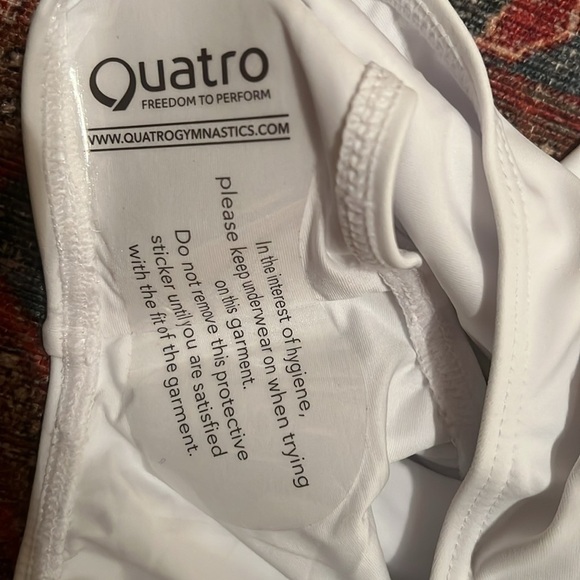 Quatro
FREEDOM TO PERFORM
WWW.QUATROGYMNASTICS.COM
In the interest of hygiene,
please keep underwear on when trying
on this garment.
Do not remove this protective
sticker until you are satisfied
with the fit of the garment.